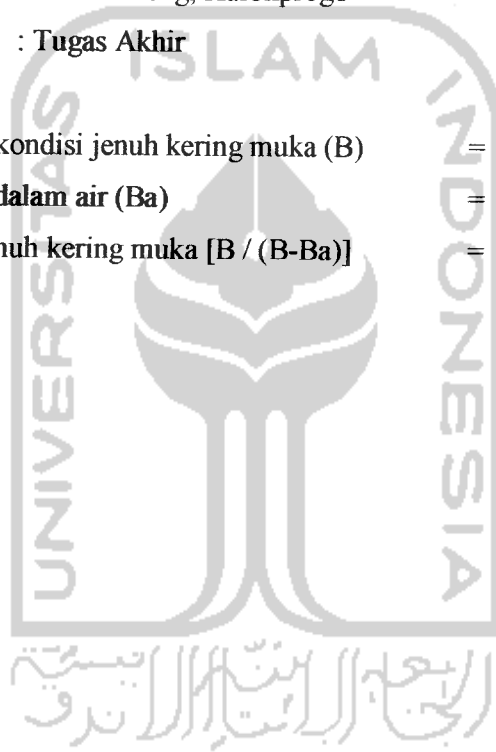 : Tugas Akhir
ISLAM
kondisi jenuh kering muka (B) =
dalam air (Ba) =
nuh kering muka [B / (B-Ba)] =
UNIVERSITAS
INDONESIA